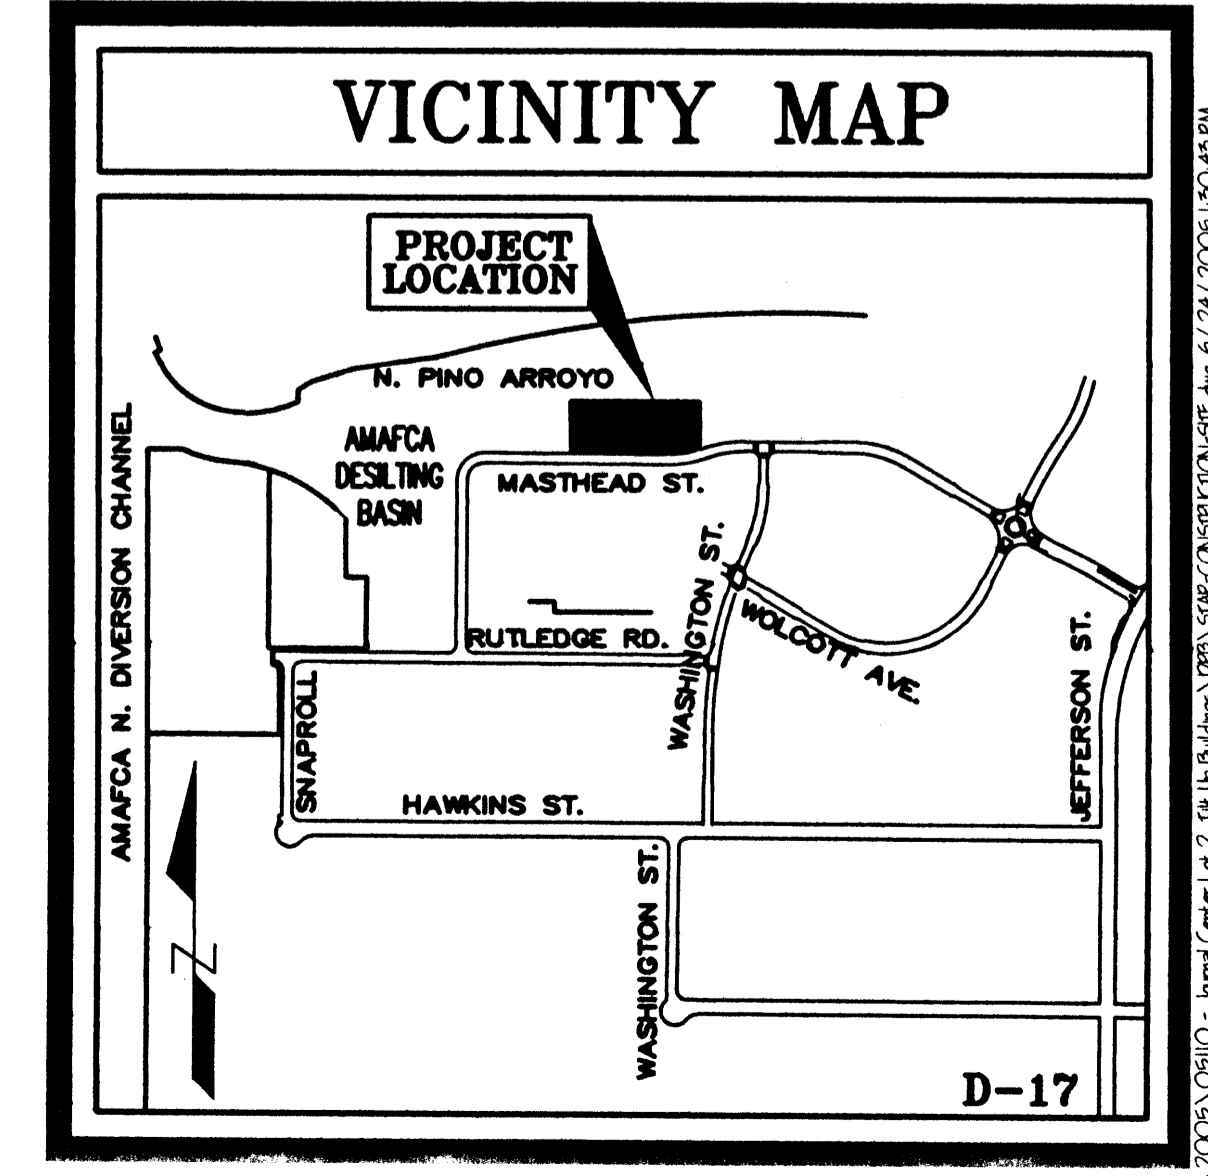 VICINITY MAP
PROJECT
LOCATION
N. PINO ARROYO
AMAFCA
DESILTING
BASIN
MASTHEAD ST.
AMAFCA N. DIVERSION CHANNEL
WASHINGTON ST.
WOLCOTT AVE.
RUTLEDGE RD.
JEFFERSON ST.
SNAPROLL
HAWKINS ST.
WASHINGTON ST.
N
D-17